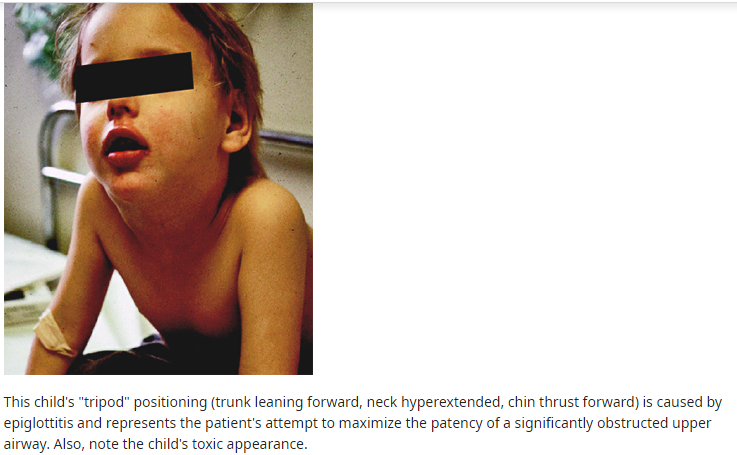 This child's "tripod" positioning (trunk leaning forward, neck hyperextended, chin thrust forward) is caused by
epiglottitis and represents the patient's attempt to maximize the patency of a significantly obstructed upper
airway. Also, note the child's toxic appearance.